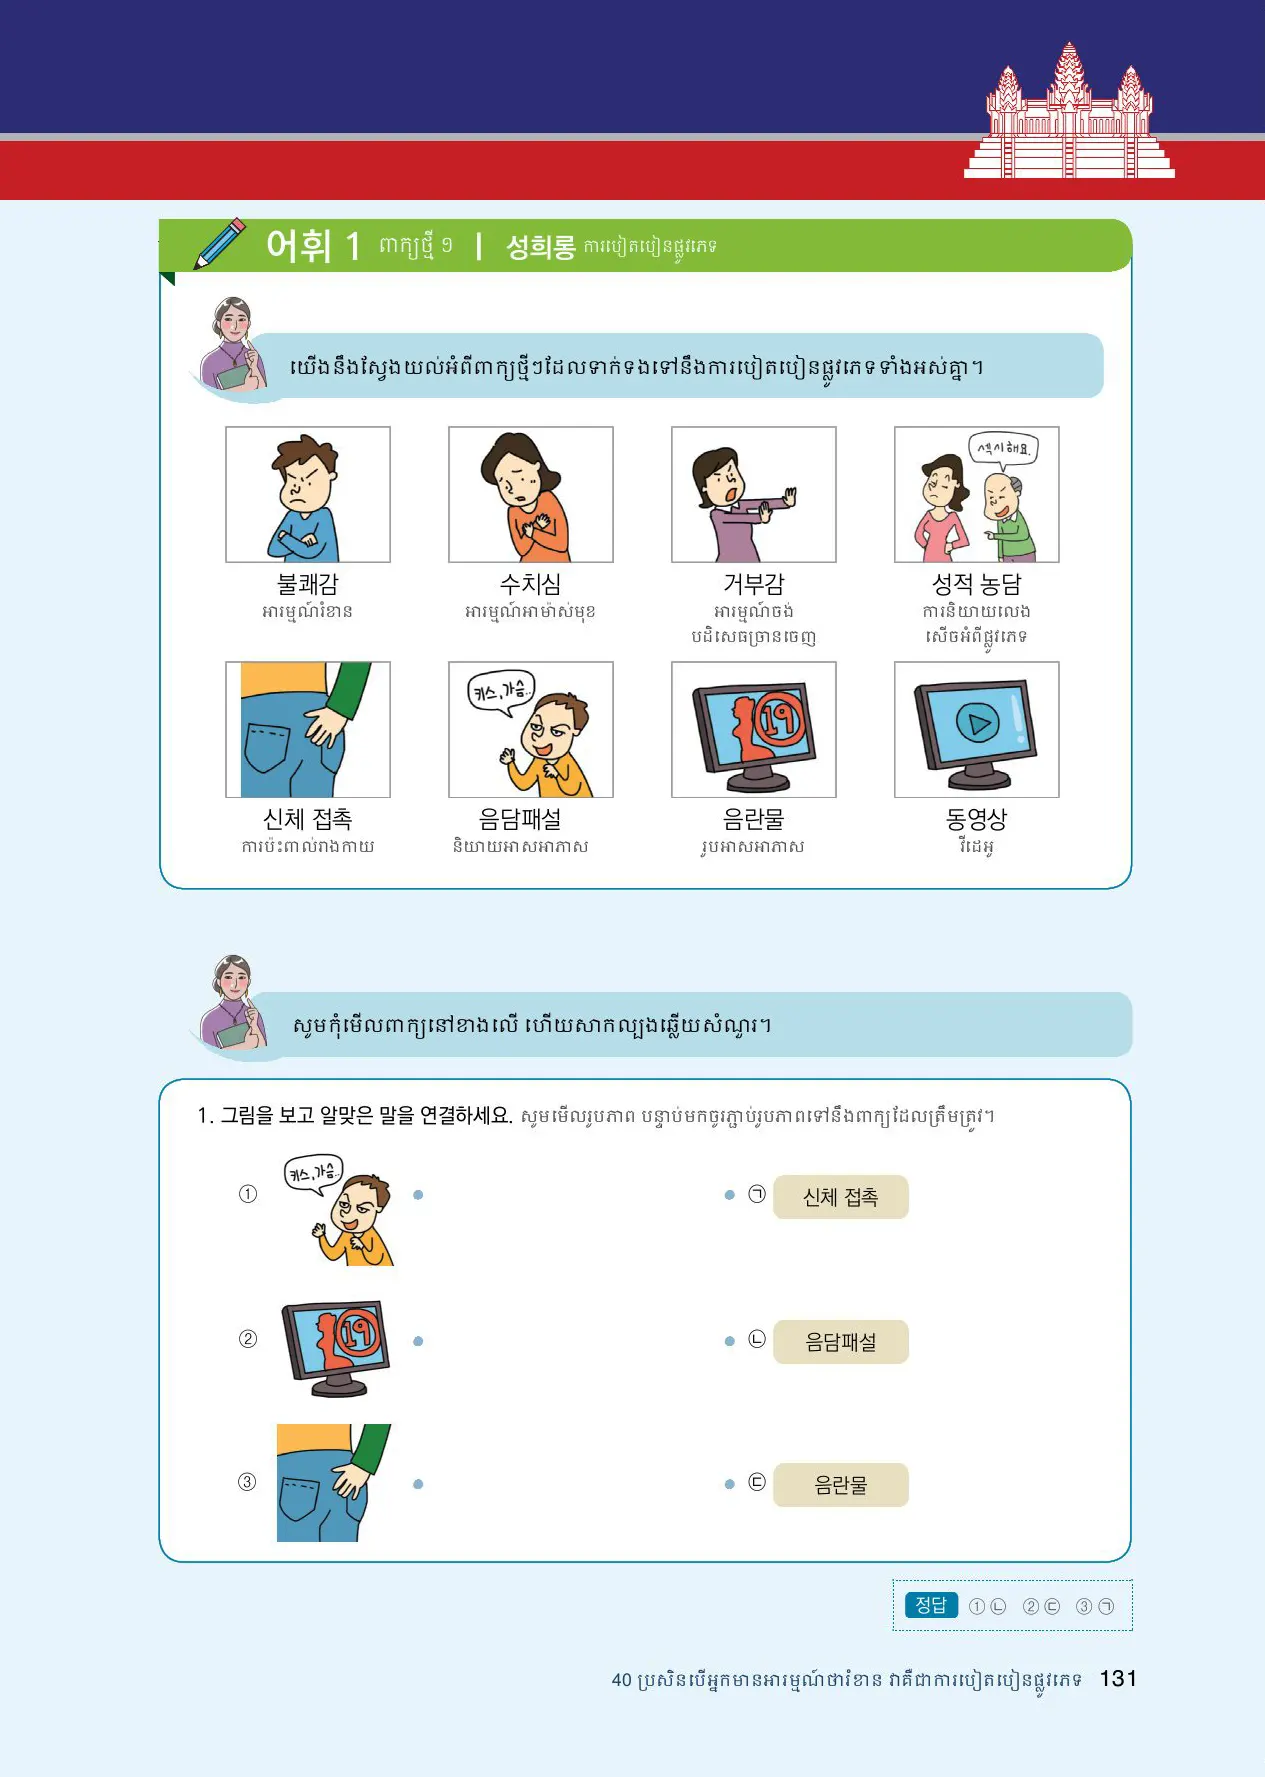 어휘 1 ពាក្យថ្មី ១ | 성희롱 ការបៀតបៀនផ្លូវភេទ
យើងនឹងស្វែងយល់អំពីពាក្យថ្មីៗដែលទាក់ទងទៅនឹងការបៀតបៀនផ្លូវភេទទាំងអស់គ្នា។
섹시해요.
불쾌감 수치심 거부감 성적 농담
អារម្មណ៍រំខាន អារម្មណ៍អាម៉ាស់មុខ អារម្មណ៍ចង់ ការនិយាយលេង
បដិសេធច្រានចេញ សើចអំពីផ្លូវភេទ
키스, 가슴.. 19
신체 접촉 음담패설 음란물 동영상
ការប៉ះពាល់រាងកាយ និយាយអាសអាភាស រូបអាសអាភាស វីដេអូ
សូមកុំមើលពាក្យនៅខាងលើ ហើយសាកល្បងឆ្លើយសំណួរ។
1. 그림을 보고 알맞은 말을 연결하세요. សូមមើលរូបភាព បន្ទាប់មកចូរភ្ជាប់រូបភាពទៅនឹងពាក្យដែលត្រឹមត្រូវ។
키스, 가슴..
① ㉠ 신체 접촉
19
② ㉡ 음담패설
③ ㉢ 음란물
정답 ① ㉡ ② ㉢ ③ ㉠
40 ប្រសិនបើអ្នកមានអារម្មណ៍ថារំខាន វាគឺជាការបៀតបៀនផ្លូវភេទ 131